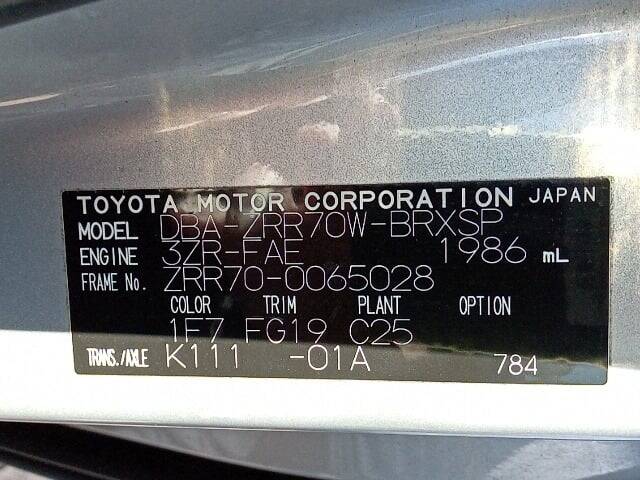 TOYOTA MOTOR CORPORATION JAPAN
MODEL DBA-ZRR70W-BRXSP
ENGINE 3ZR-FAE 1986 mL
FRAME No. ZRR70-0065028
COLOR TRIM PLANT OPTION
1F7 FG19 C25
TRANS./AXLE K111 -01A 784